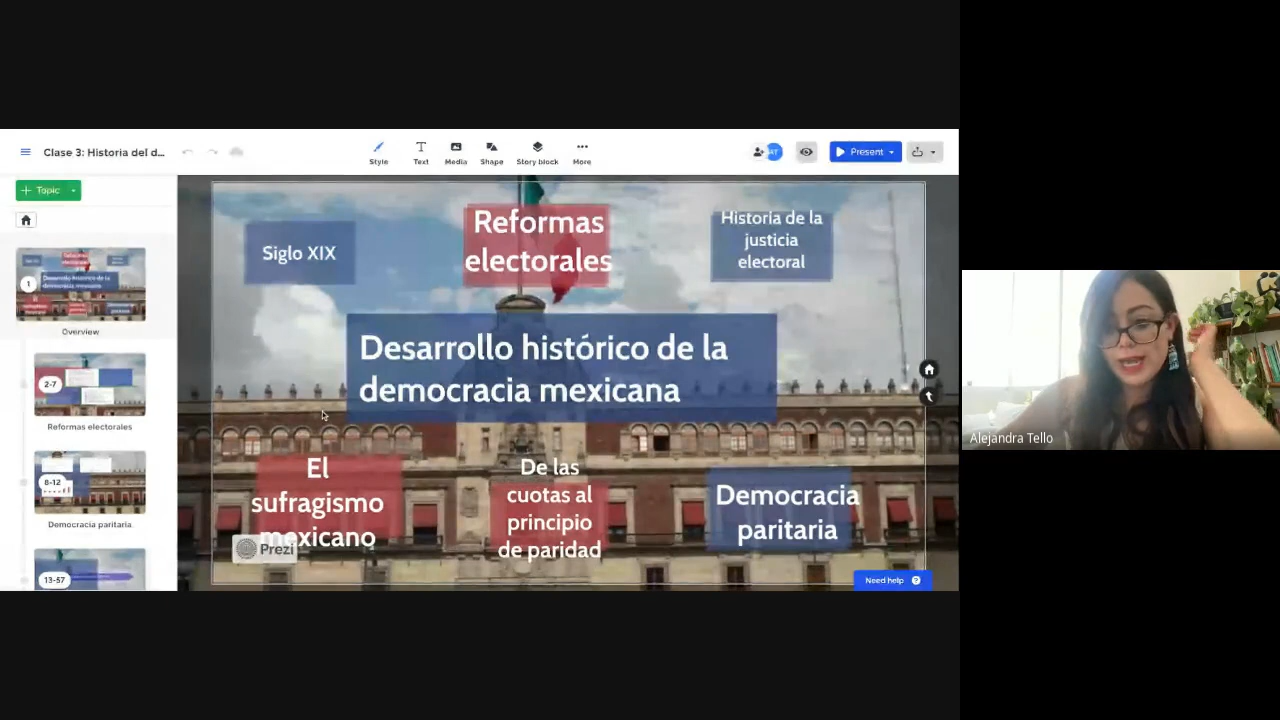 Clase 3: Historia del d...
Style
Text
Media
Shape
Story block
More
Present
Topic
1
Overview
2-7
Reformas electorales
8-12
Democracia paritaria
13-57
Siglo XIX
Reformas
electorales
Historia de la
justicia
electoral
Desarrollo histórico de la
democracia mexicana
El
sufragismo
mexicano
De las
cuotas al
principio
de paridad
Democracia
paritaria
Prezi
Need help ?
Alejandra Tello